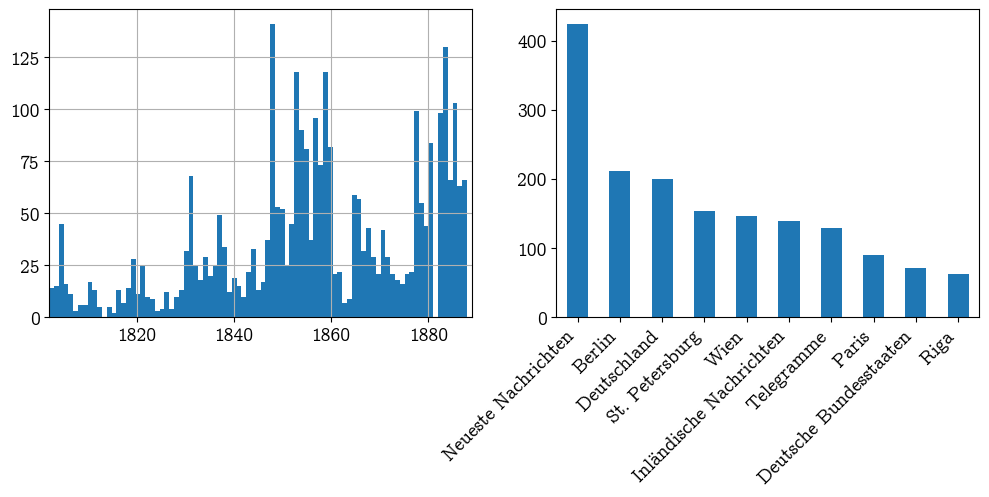 125
100
75
50
25
0
1820
1840
1860
1880
400
300
200
100
0
Neueste Nachrichten
Berlin
Deutschland
St. Petersburg
Wien
Inländische Nachrichten
Telegramme
Paris
Deutsche Bundesstaaten
Riga